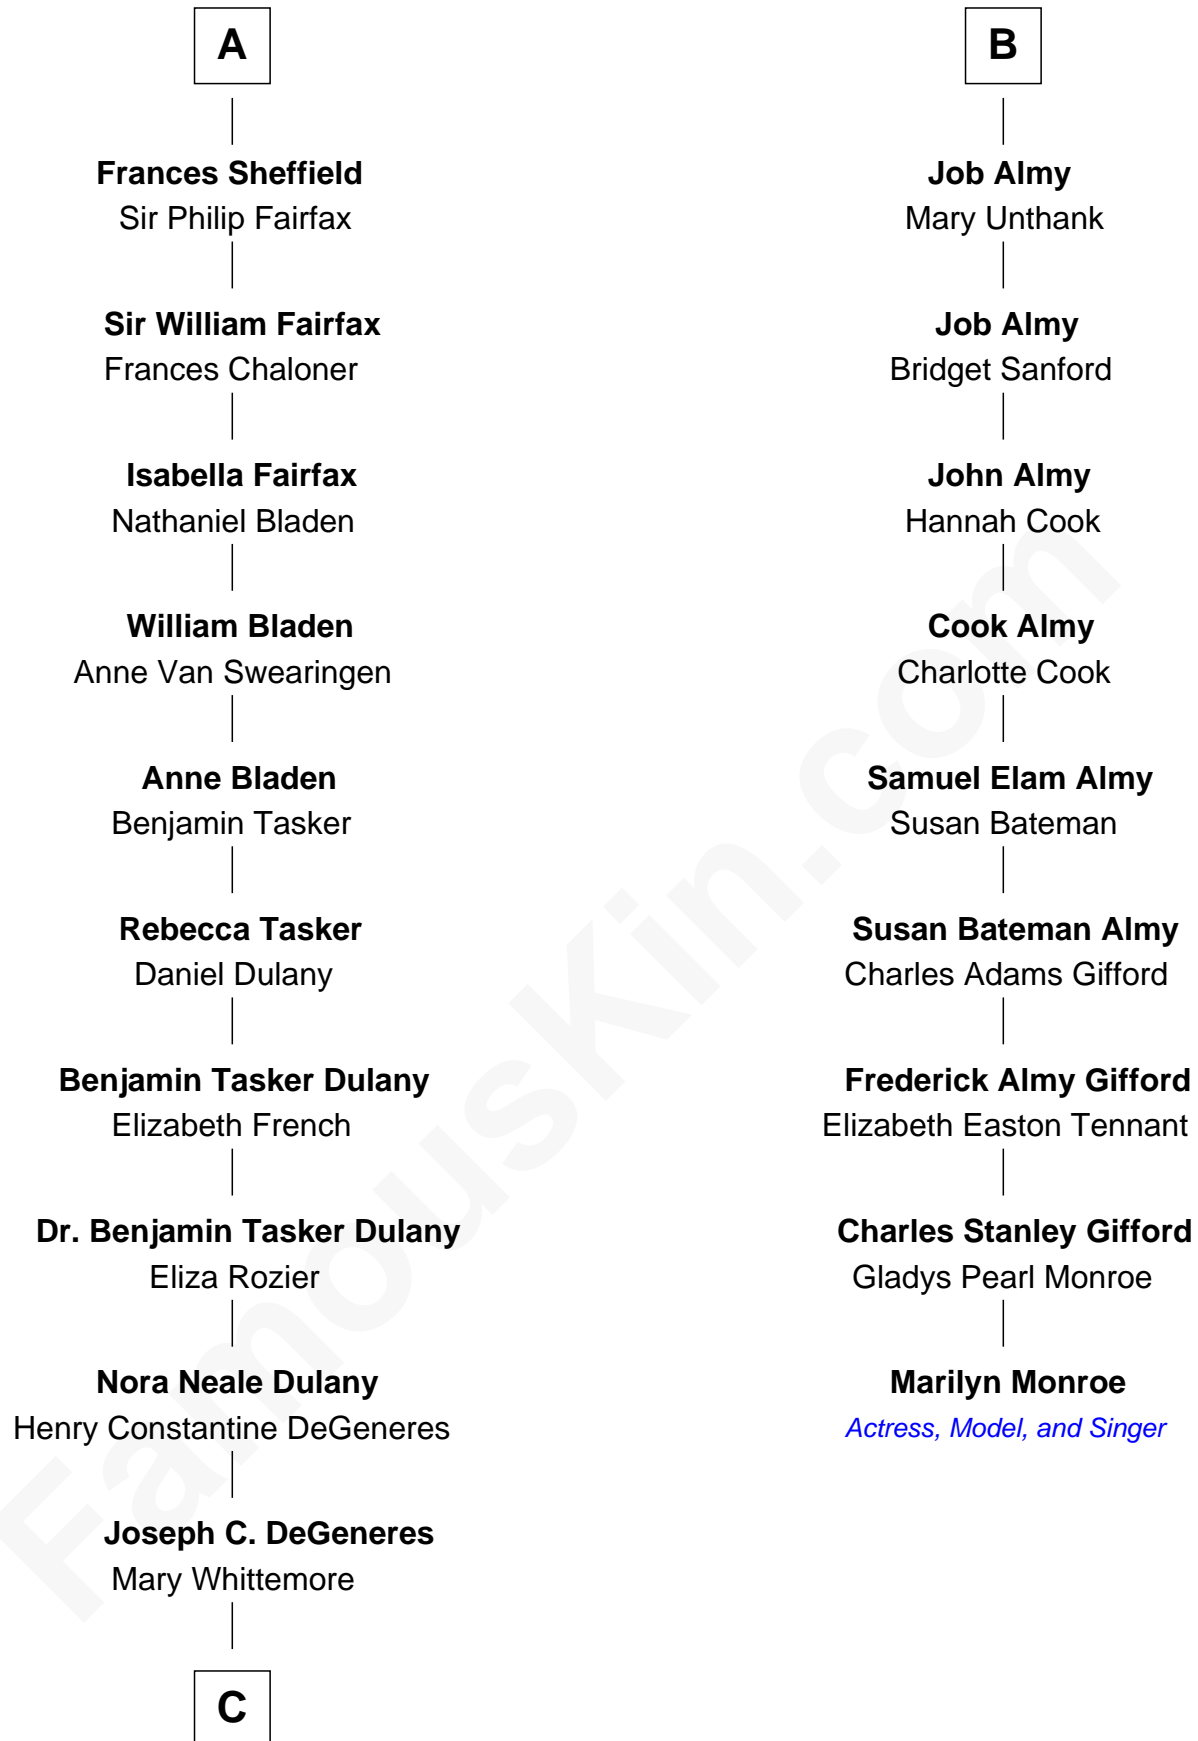 A
Frances Sheffield
Sir Philip Fairfax
Sir William Fairfax
Frances Chaloner
Isabella Fairfax
Nathaniel Bladen
William Bladen
Anne Van Swearingen
Anne Bladen
Benjamin Tasker
Rebecca Tasker
Daniel Dulany
Benjamin Tasker Dulany
Elizabeth French
Dr. Benjamin Tasker Dulany
Eliza Rozier
Nora Neale Dulany
Henry Constantine DeGeneres
Joseph C. DeGeneres
Mary Whittemore
C
B
Job Almy
Mary Unthank
Job Almy
Bridget Sanford
John Almy
Hannah Cook
Cook Almy
Charlotte Cook
Samuel Elam Almy
Susan Bateman
Susan Bateman Almy
Charles Adams Gifford
Frederick Almy Gifford
Elizabeth Easton Tennant
Charles Stanley Gifford
Gladys Pearl Monroe
Marilyn Monroe
Actress, Model, and Singer
FamousKin.com